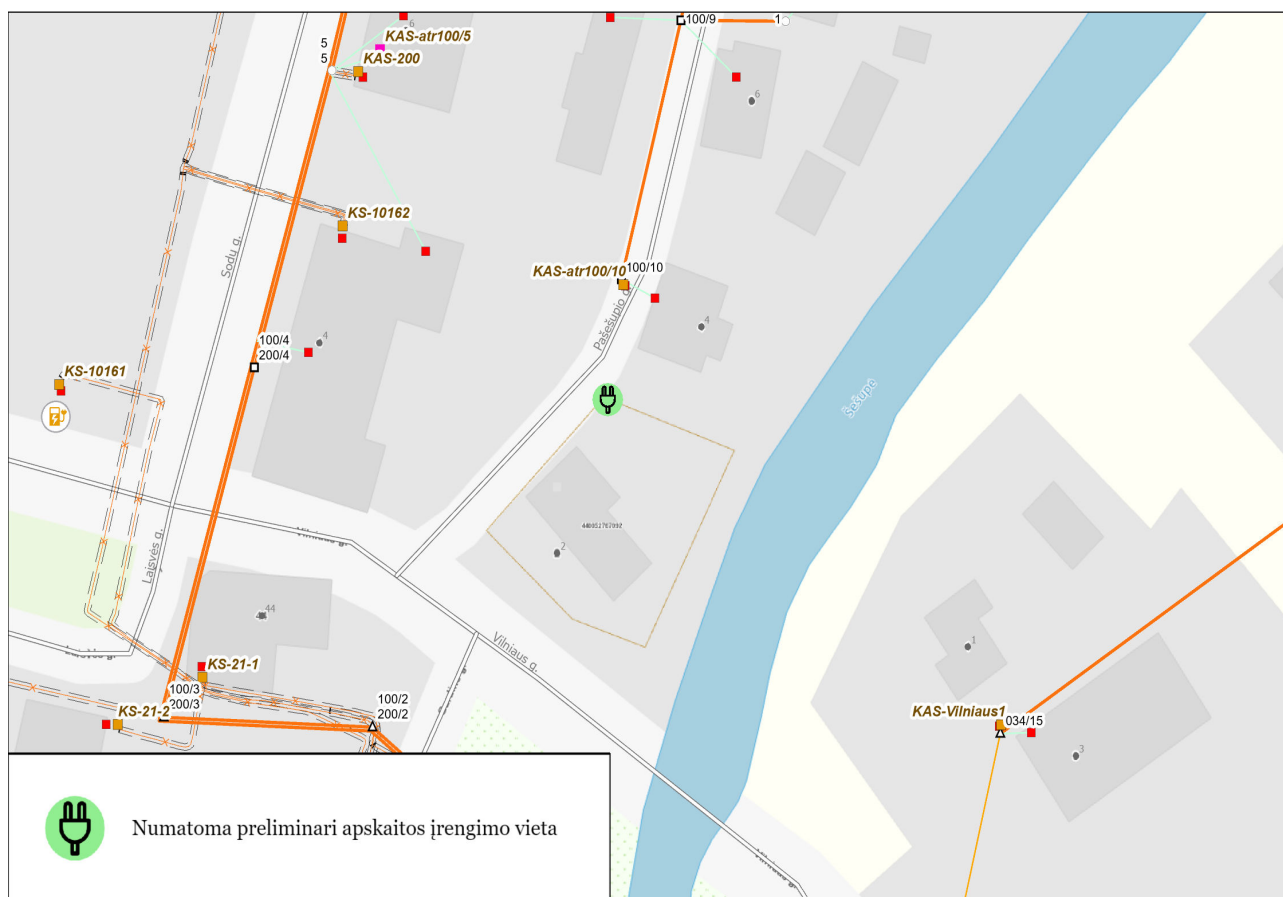 100/9
1
6
KAS-atr100/5
5
5
KAS-200
6
KS-10162
Sodų g.
KAS-atr100/10
100/10
Pašešupio g.
4
100/4
200/4
4
KS-10161
Šešupė
440052767092
2
Vilniaus g.
Laisvės g.
44
1
Vilniaus g.
KS-21-1
100/3
200/3
KS-21-2
100/2
200/2
KAS-Vilniaus1
034/15
3
Numatoma preliminari apskaitos įrengimo vieta